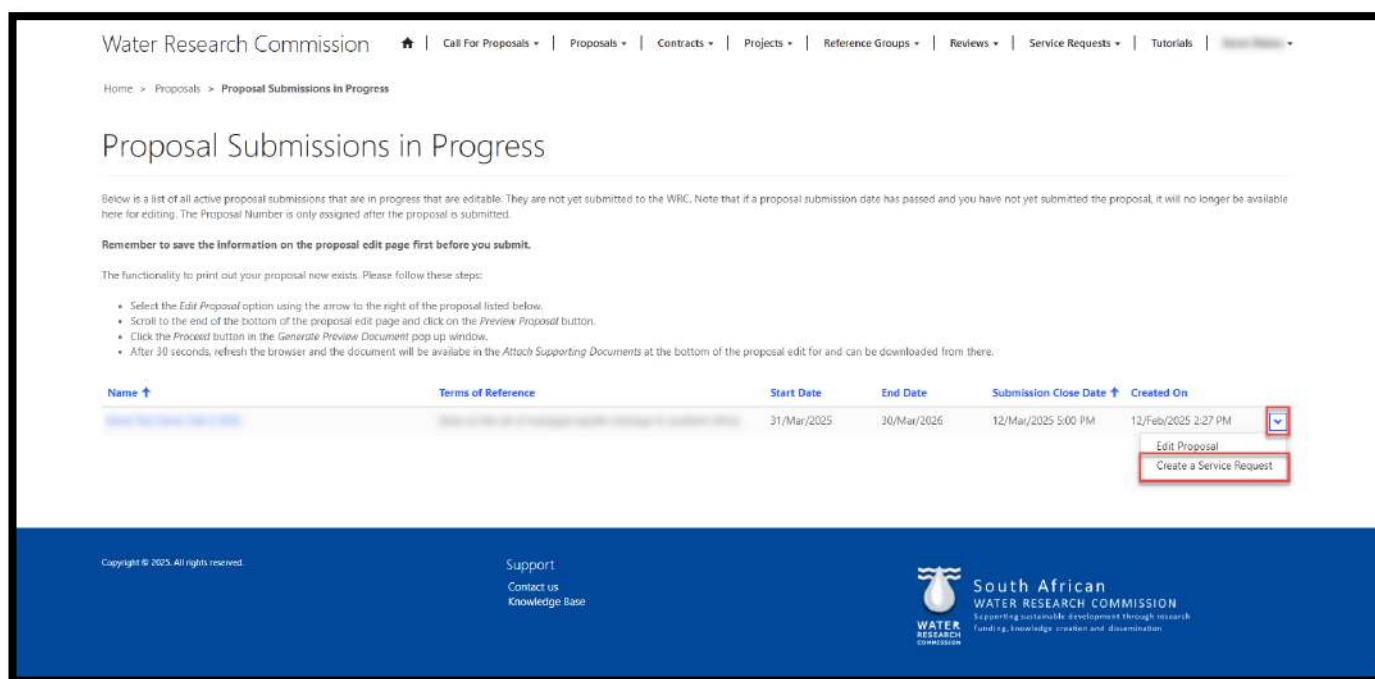 Water Research Commission | Call For Proposals | Proposals | Contracts | Projects | Reference Groups | Reviews | Service Requests | Tutorials |
Home > Proposals > Proposal Submissions in Progress
Proposal Submissions in Progress
Below is a list of all active proposal submissions that are in progress that are editable. They are not yet submitted to the WRC. Note that if a proposal submission date has passed and you have not yet submitted the proposal, it will no longer be available
here for editing. The Proposal Number is only assigned after the proposal is submitted.
Remember to save the information on the proposal edit page first before you submit.
The functionality to print out your proposal now exists. Please follow these steps:
• Select the Edit Proposal option using the arrow to the right of the proposal listed below.
• Scroll to the end of the bottom of the proposal edit page and click on the Preview Proposal button.
• Click the Proceed button in the Generate Preview Document pop up window.
• After 30 seconds, refresh the browser and the document will be availabe in the Attach Supporting Documents at the bottom of the proposal edit for and can be downloaded from there.
Name ↑ Terms of Reference Start Date End Date Submission Close Date ↑ Created On
31/Mar/2025 30/Mar/2026 12/Mar/2025 5:00 PM 12/Feb/2025 2:27 PM
Edit Proposal
Create a Service Request
Copyright © 2025. All rights reserved.
Support
Contact us
Knowledge Base
WATER
RESEARCH
COMMISSION
South African
WATER RESEARCH COMMISSION
Supporting sustainable development through research
funding, knowledge creation and dissemination